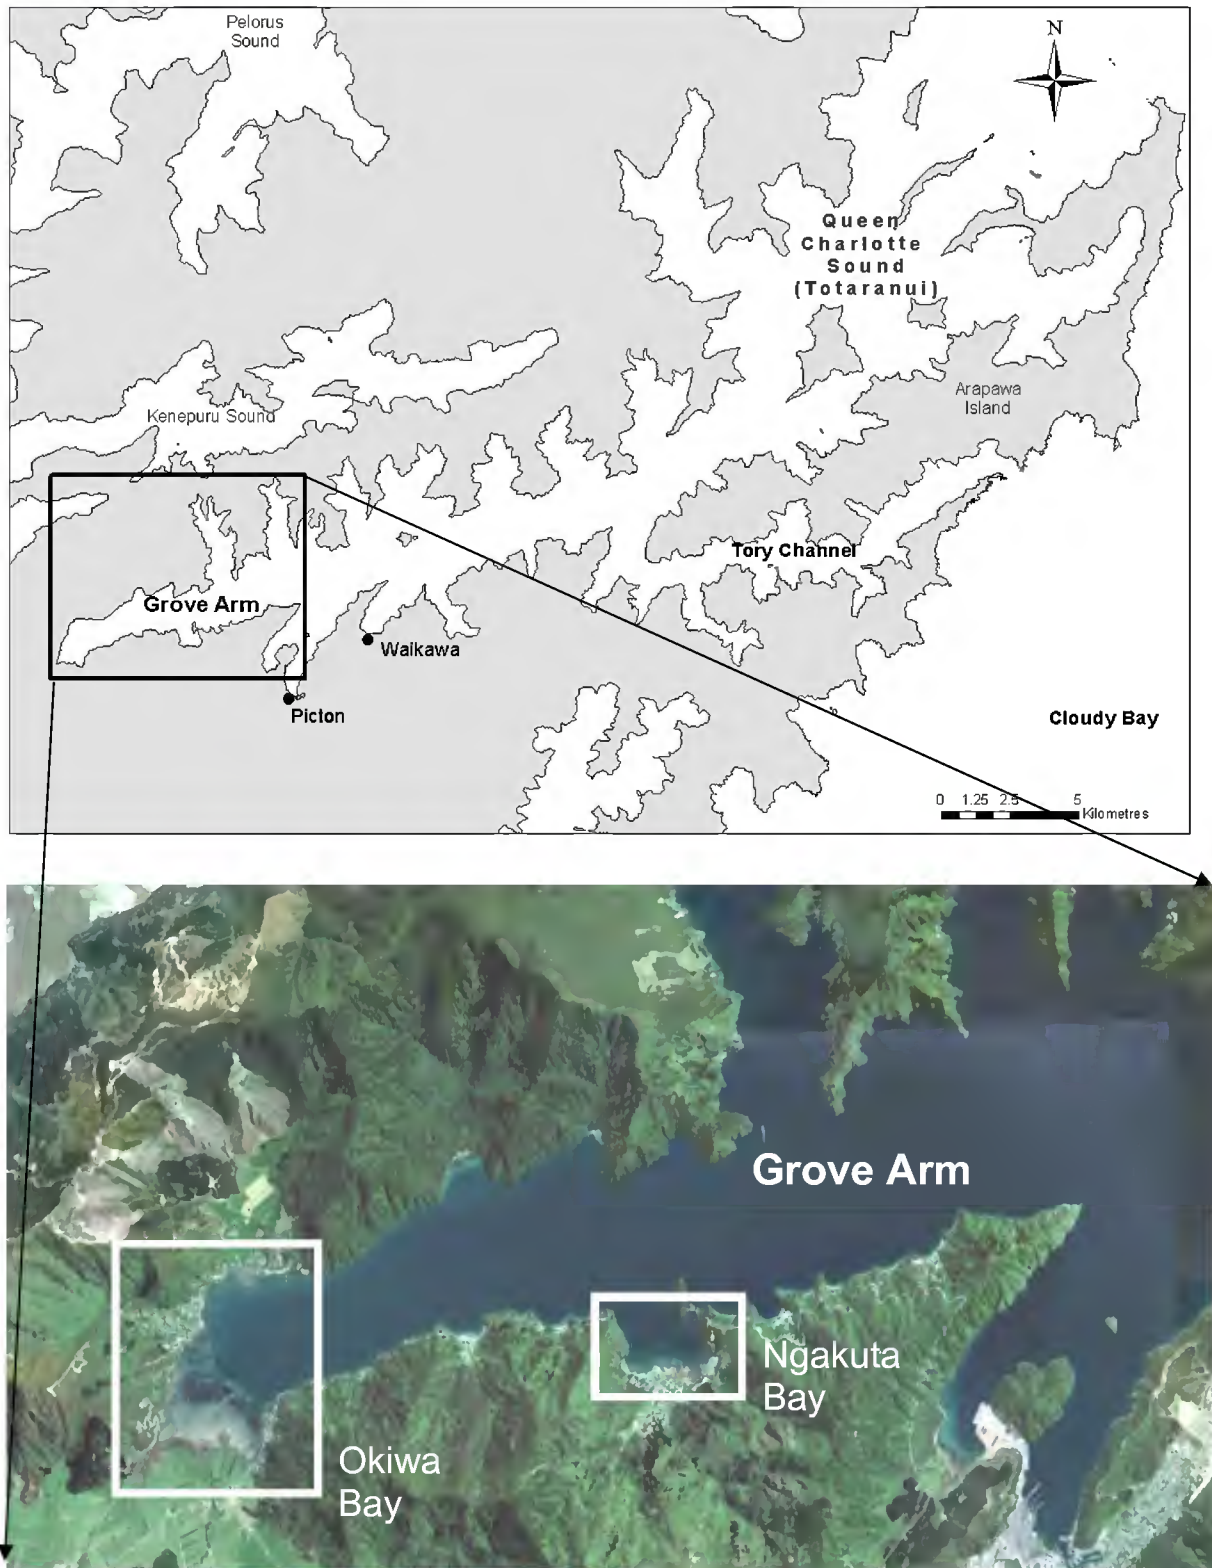 Pelorus
Sound
N
Queen
Charlotte
Sound
(Totaranui)
Arapawa
Island
Kenepuru Sound
Tory Channel
Grove Arm
Waikawa
Picton
Cloudy Bay
0 1.25 2.5 5
Kilometres
Grove Arm
Ngakuta
Bay
Okiwa
Bay